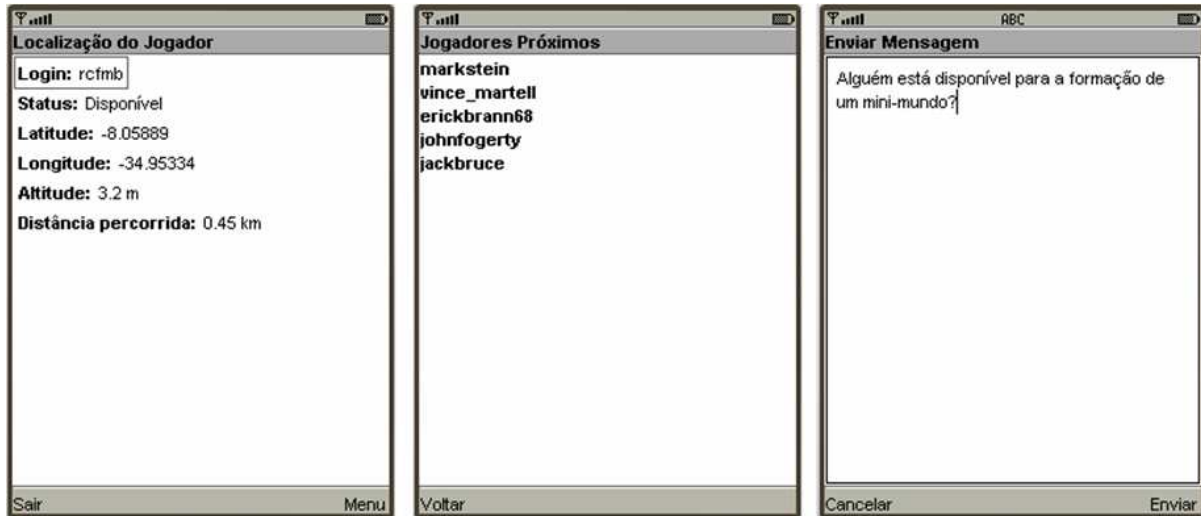 Localização do Jogador
Login: rcfmb
Status: Disponível
Latitude: -8.05889
Longitude: -34.95334
Altitude: 3.2 m
Distância percorrida: 0.45 km
Sair
Menu
Jogadores Próximos
markstein
vince_martell
erickbrann68
johnfogerty
jackbruce
Voltar
ABC
Enviar Mensagem
Alguém está disponível para a formação de
um mini-mundo?
Cancelar
Enviar